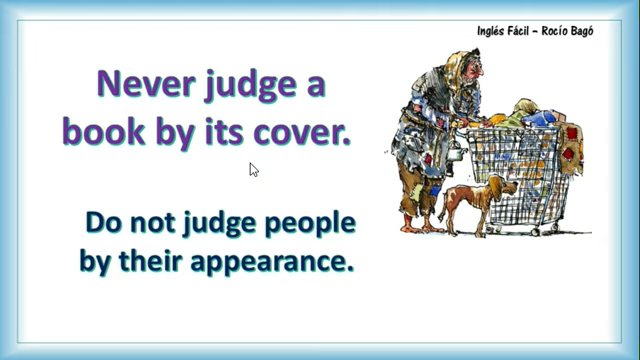 Inglés Fácil – Rocío Bagó
Never judge a
book by its cover.
Do not judge people
by their appearance.